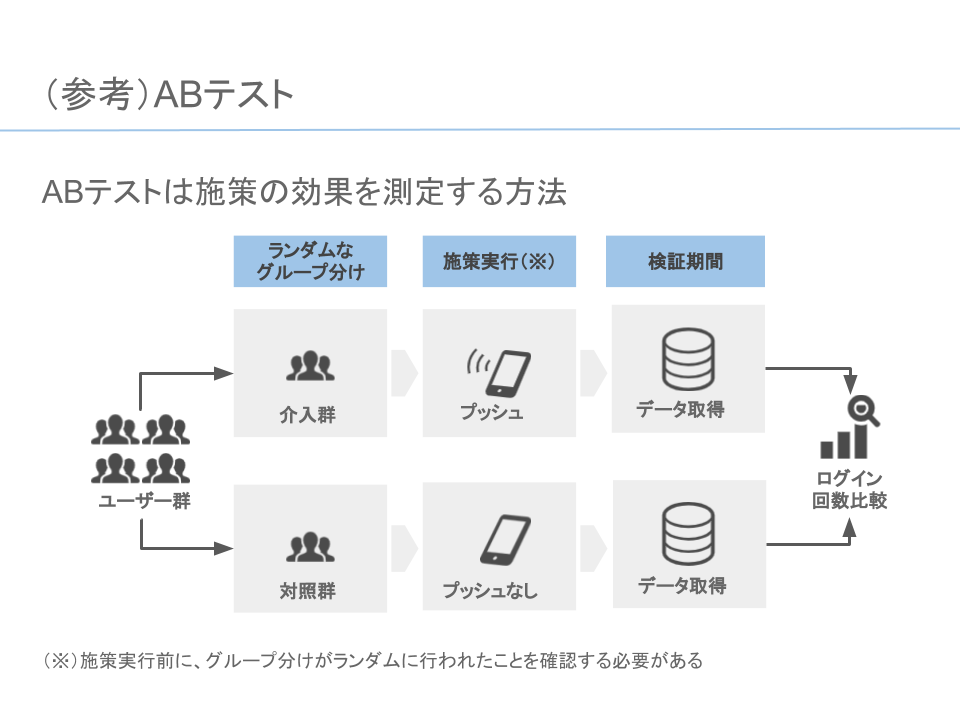 （参考）ABテスト
ABテストは施策の効果を測定する方法
ランダムな
グループ分け
施策実行（※）
検証期間
介入群
プッシュ
データ取得
ユーザー群
ログイン
回数比較
対照群
プッシュなし
データ取得
（※）施策実行前に、グループ分けがランダムに行われたことを確認する必要がある